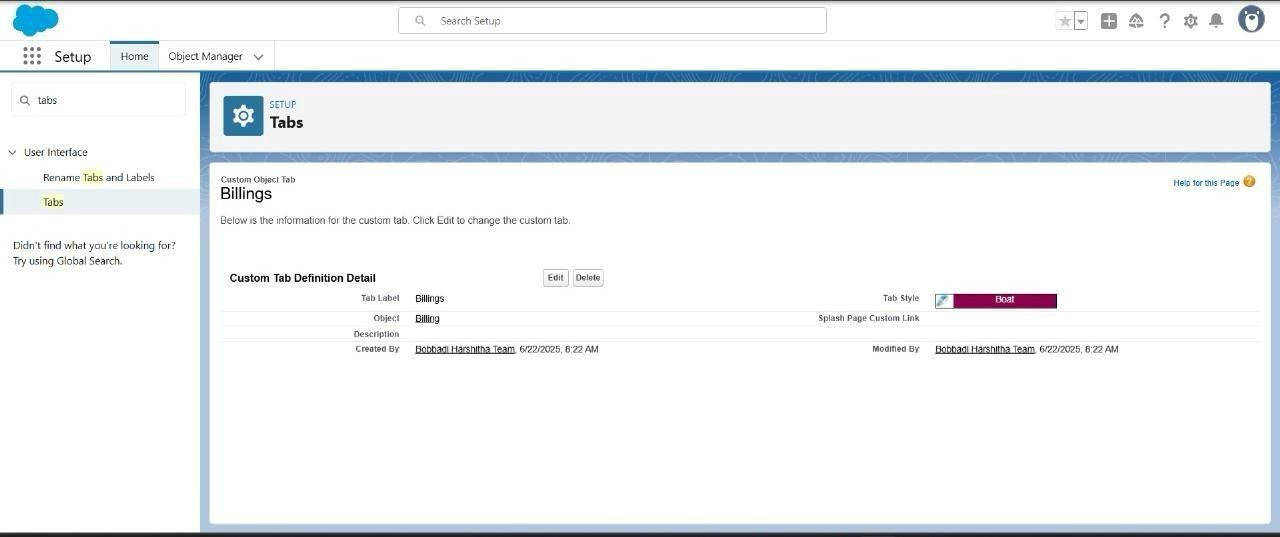 Search Setup
Setup Home Object Manager
tabs
SETUP
Tabs
User Interface
Rename Tabs and Labels
Tabs
Didn't find what you're looking for?
Try using Global Search.
Custom Object Tab
Billings
Help for this Page ?
Below is the information for the custom tab. Click Edit to change the custom tab.
Custom Tab Definition Detail Edit Delete
Tab Label Billings Tab Style Boat
Object Billing Splash Page Custom Link
Description
Created By Bobbadi Harshitha Team, 6/22/2025, 8:22 AM Modified By Bobbadi Harshitha Team, 6/22/2025, 8:22 AM